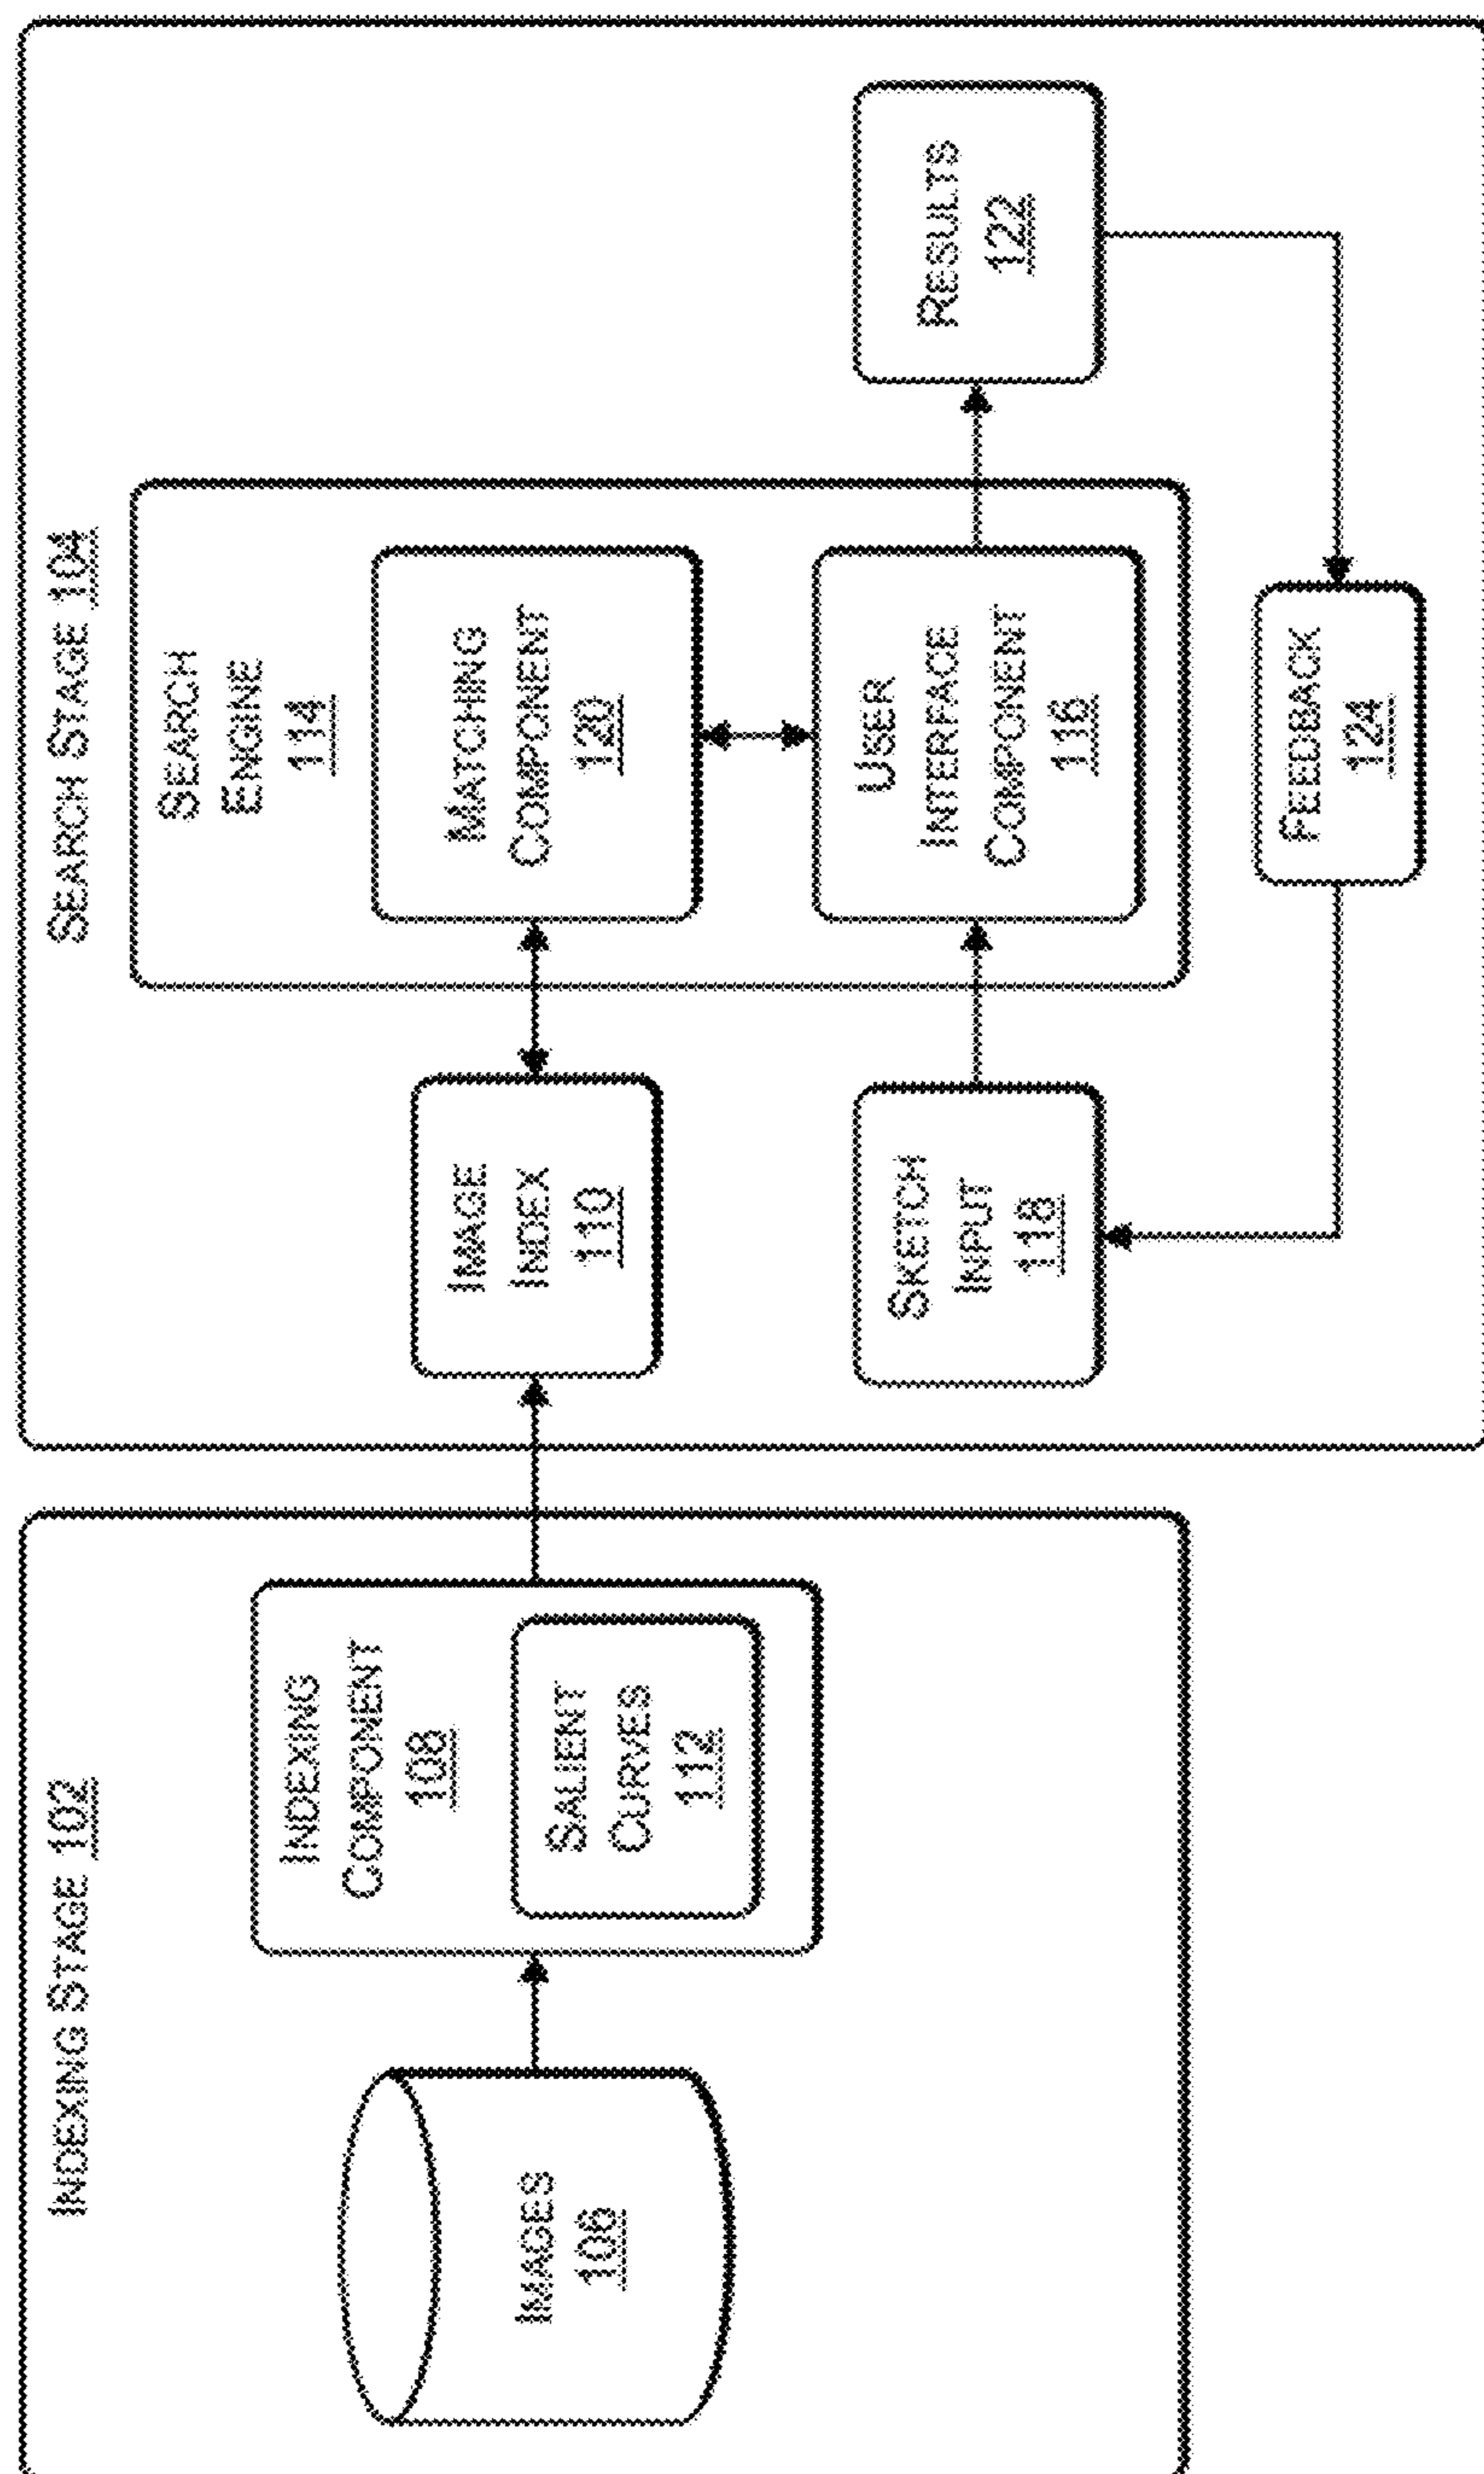 INDEXING STAGE 102
IMAGES
106
INDEXING
COMPONENT
108
SALIENT
CURVES
112
SEARCH STAGE 104
IMAGE
INDEX
110
SEARCH
ENGINE
114
MATCHING
COMPONENT
120
SKETCH
INPUT
118
USER
INTERFACE
COMPONENT
116
RESULTS
122
FEEDBACK
124